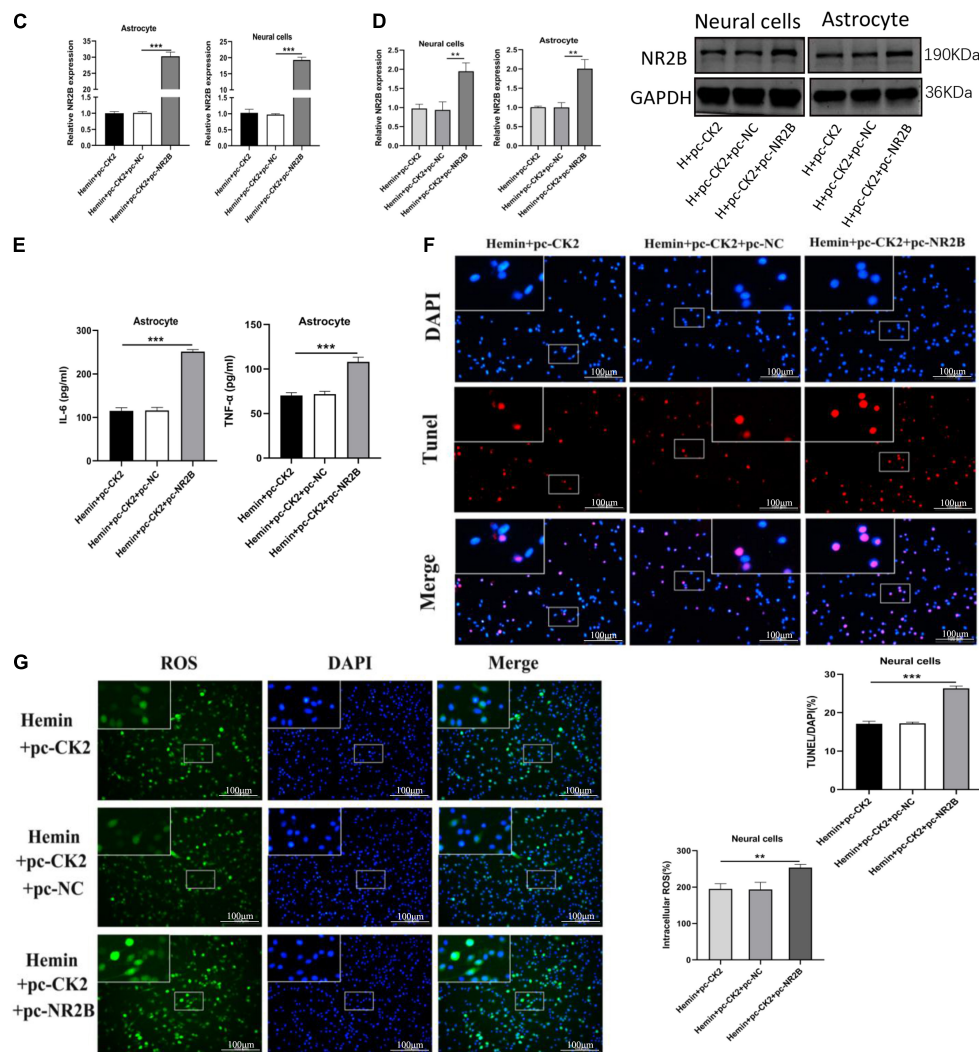 C
Astrocyte
Relative NR2B expression
40
30
20
10
1.0
0.5
0.0
***
Hemin+pc-CK2
Hemin+pc-CK2+pc-NC
Hemin+pc-CK2+pc-NR2B
Neural cells
Relative NR2B expression
25
20
15
10
5
1.0
0.5
0.0
***
Hemin+pc-CK2
Hemin+pc-CK2+pc-NC
Hemin+pc-CK2+pc-NR2B
D
Neural cells
Relative NR2B expression
2.5
2.0
1.5
1.0
0.5
0.0
**
Hemin+pc-CK2
Hemin+pc-CK2+pc-NC
Hemin+pc-CK2+pc-NR2B
Astrocyte
Relative NR2B expression
2.5
2.0
1.5
1.0
0.5
0.0
**
Hemin+pc-CK2
Hemin+pc-CK2+pc-NC
Hemin+pc-CK2+pc-NR2B
Neural cells Astrocyte
NR2B 190KDa
GAPDH 36KDa
H+pc-CK2
H+pc-CK2+pc-NC
H+pc-CK2+pc-NR2B
H+pc-CK2
H+pc-CK2+pc-NC
H+pc-CK2+pc-NR2B
E
Astrocyte
IL-6 (pg/ml)
300
200
100
0
***
Hemin+pc-CK2
Hemin+pc-CK2+pc-NC
Hemin+pc-CK2+pc-NR2B
Astrocyte
TNF-α (pg/ml)
150
100
50
0
***
Hemin+pc-CK2
Hemin+pc-CK2+pc-NC
Hemin+pc-CK2+pc-NR2B
F
Hemin+pc-CK2 Hemin+pc-CK2+pc-NC Hemin+pc-CK2+pc-NR2B
DAPI
100μm 100μm 100μm
Tunel
100μm 100μm 100μm
Merge
100μm 100μm 100μm
Neural cells
TUNEL/DAPI(%)
30
20
10
0
***
Hemin+pc-CK2
Hemin+pc-CK2+pc-NC
Hemin+pc-CK2+pc-NR2B
G
ROS DAPI Merge
Hemin
+pc-CK2
100μm 100μm 100μm
Hemin
+pc-CK2
+pc-NC
100μm 100μm 100μm
Hemin
+pc-CK2
+pc-NR2B
100μm 100μm 100μm
Neural cells
Intracellular ROS(%)
300
200
100
0
**
Hemin+pc-CK2
Hemin+pc-CK2+pc-NC
Hemin+pc-CK2+pc-NR2B